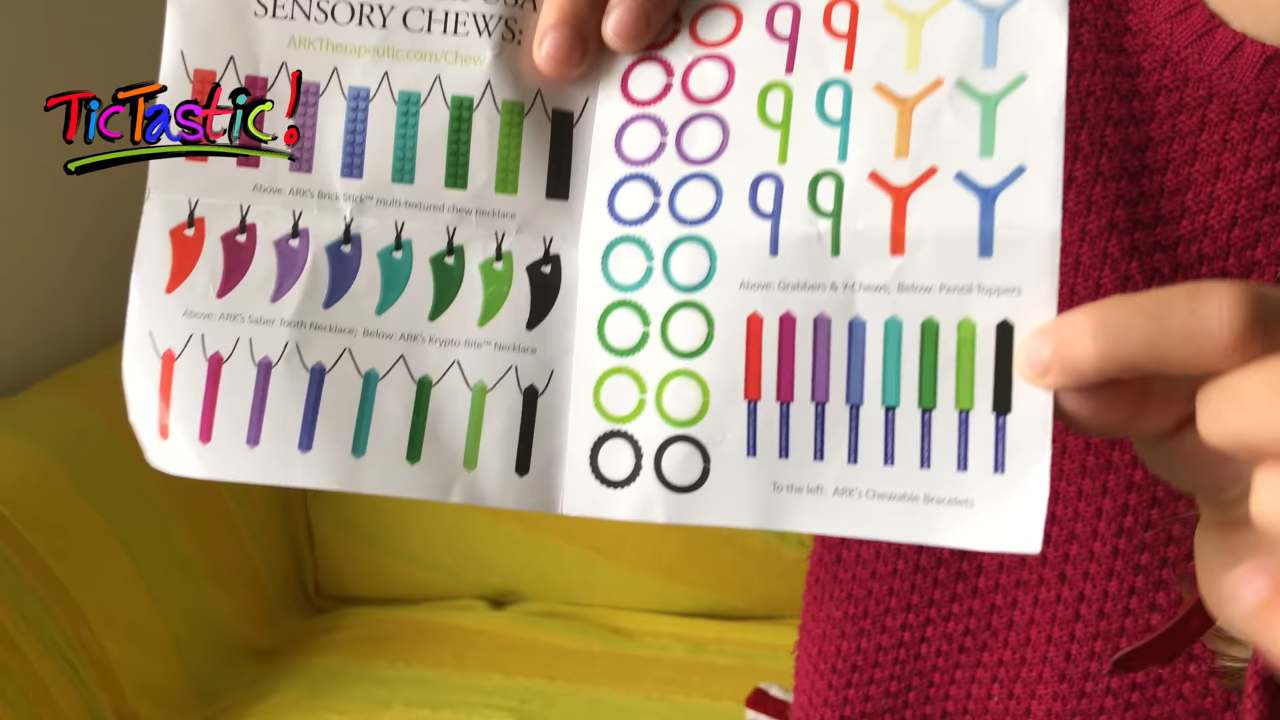 USA
SENSORY CHEWS:
ARKTherapeutic.com/Chew
TicTastic!
Above: ARK's Brick Stick™ multi-textured chew necklace
Above: ARK's Saber Tooth Necklace; Below: ARK's Krypto-Bite™ Necklace
Above: Grabbers & Y-Chews; Below: Pencil Toppers
To the left: ARK's Chewable Bracelets